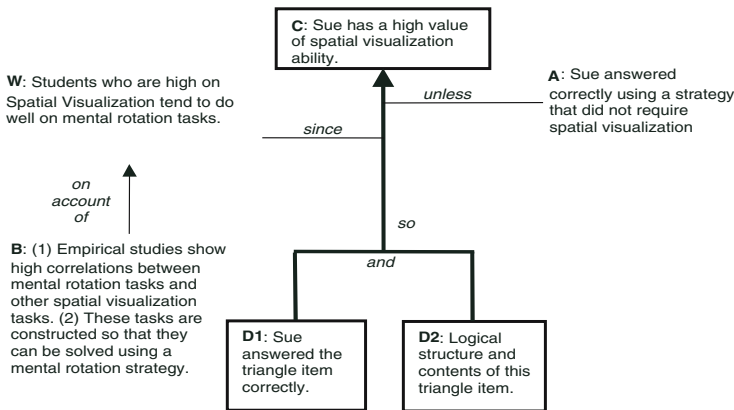 C: Sue has a high value
of spatial visualization
ability.
W: Students who are high on
Spatial Visualization tend to do
well on mental rotation tasks.
unless
A: Sue answered
correctly using a strategy
that did not require
spatial visualization
since
on
account
of
so
B: (1) Empirical studies show
high correlations between
mental rotation tasks and
other spatial visualization
tasks. (2) These tasks are
constructed so that they
can be solved using a
mental rotation strategy.
and
D1: Sue
answered the
triangle item
correctly.
D2: Logical
structure and
contents of this
triangle item.